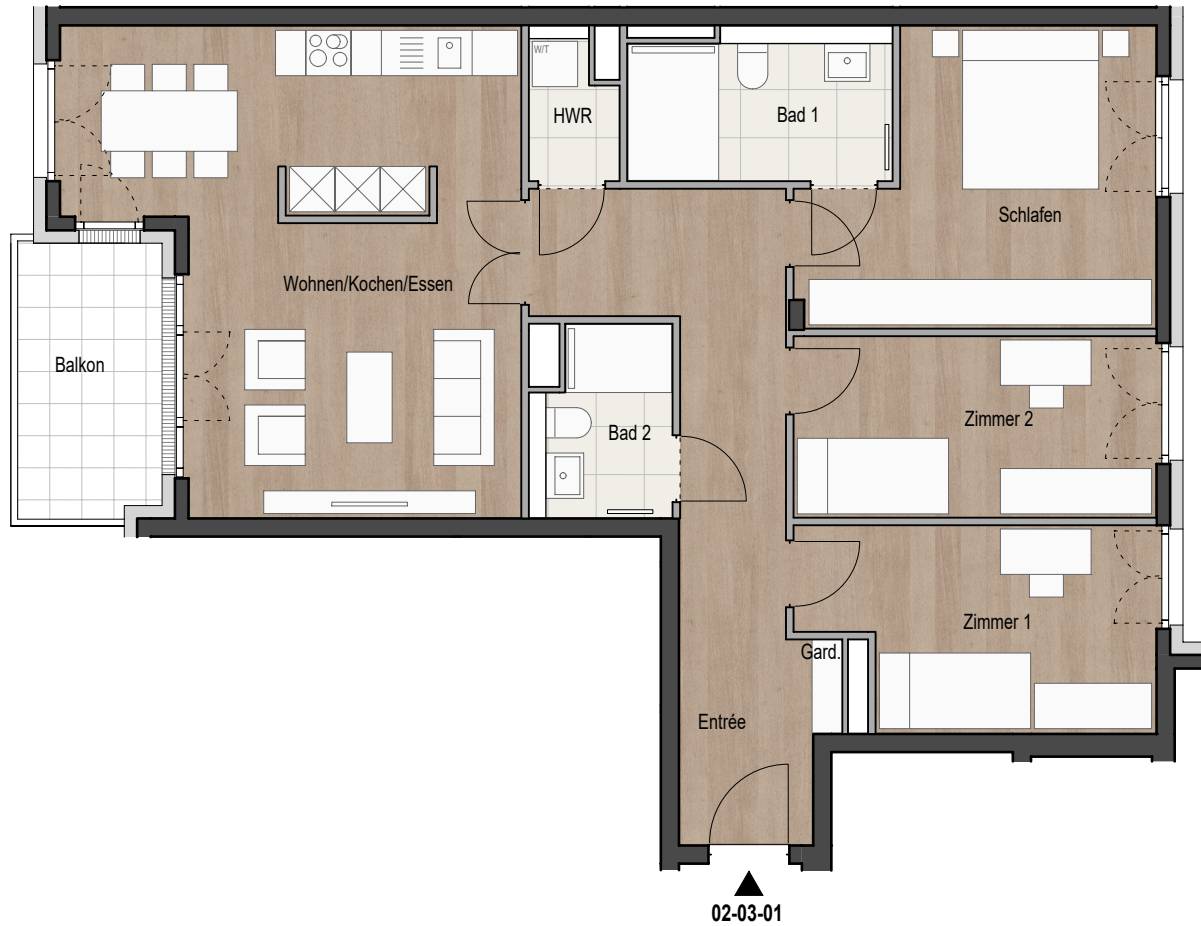 W/T
HWR
Bad 1
Schlafen
Wohnen/Kochen/Essen
Balkon
Bad 2
Zimmer 2
Zimmer 1
Gard.
Entrée
02-03-01